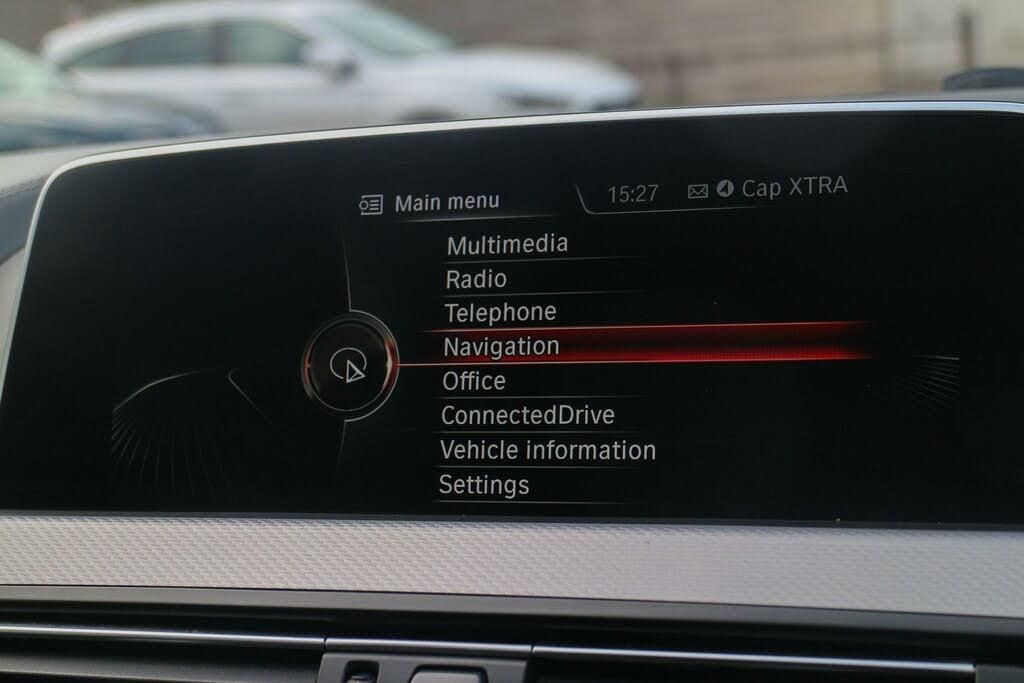 Main menu
15:27 Cap XTRA
Multimedia
Radio
Telephone
Navigation
Office
ConnectedDrive
Vehicle information
Settings